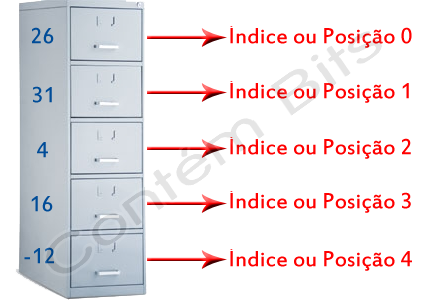 26 Índice ou Posição 0
31 Índice ou Posição 1
4 Índice ou Posição 2
16 Índice ou Posição 3
-12 Índice ou Posição 4
Contém Bits